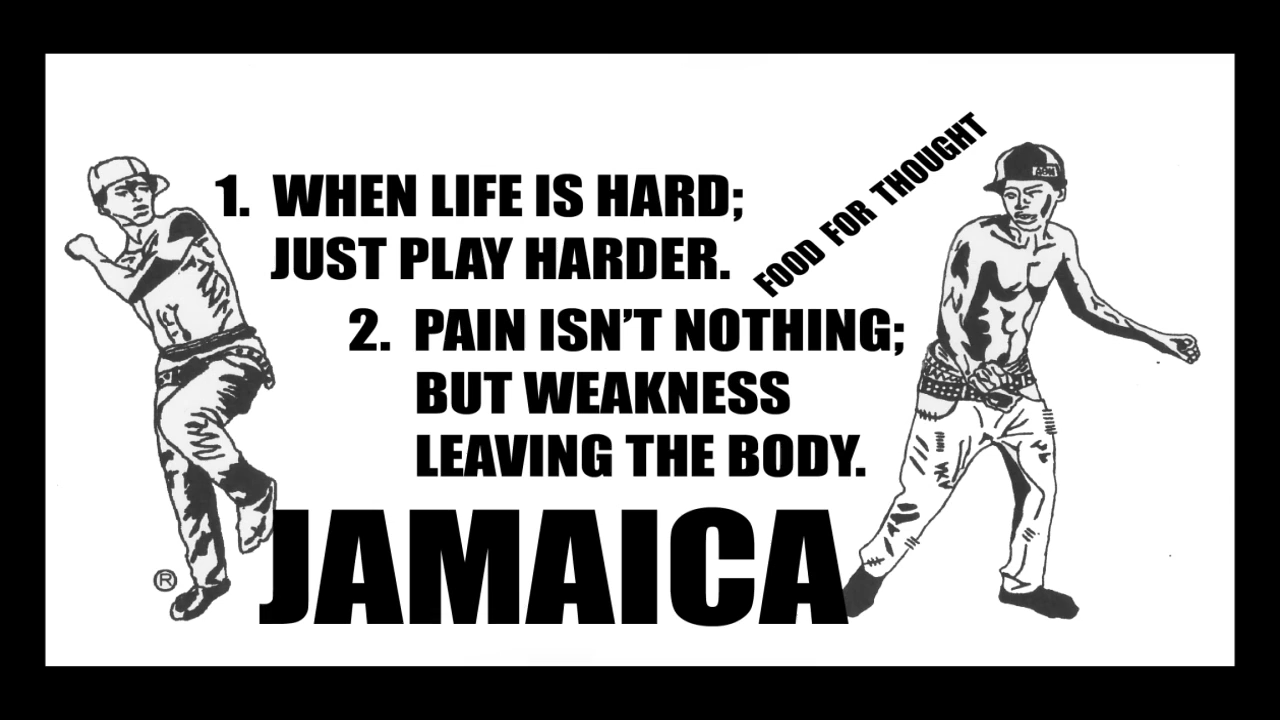 FOOD FOR THOUGHT
1. WHEN LIFE IS HARD;
JUST PLAY HARDER.
2. PAIN ISN’T NOTHING;
BUT WEAKNESS
LEAVING THE BODY.
JAMAICA
®